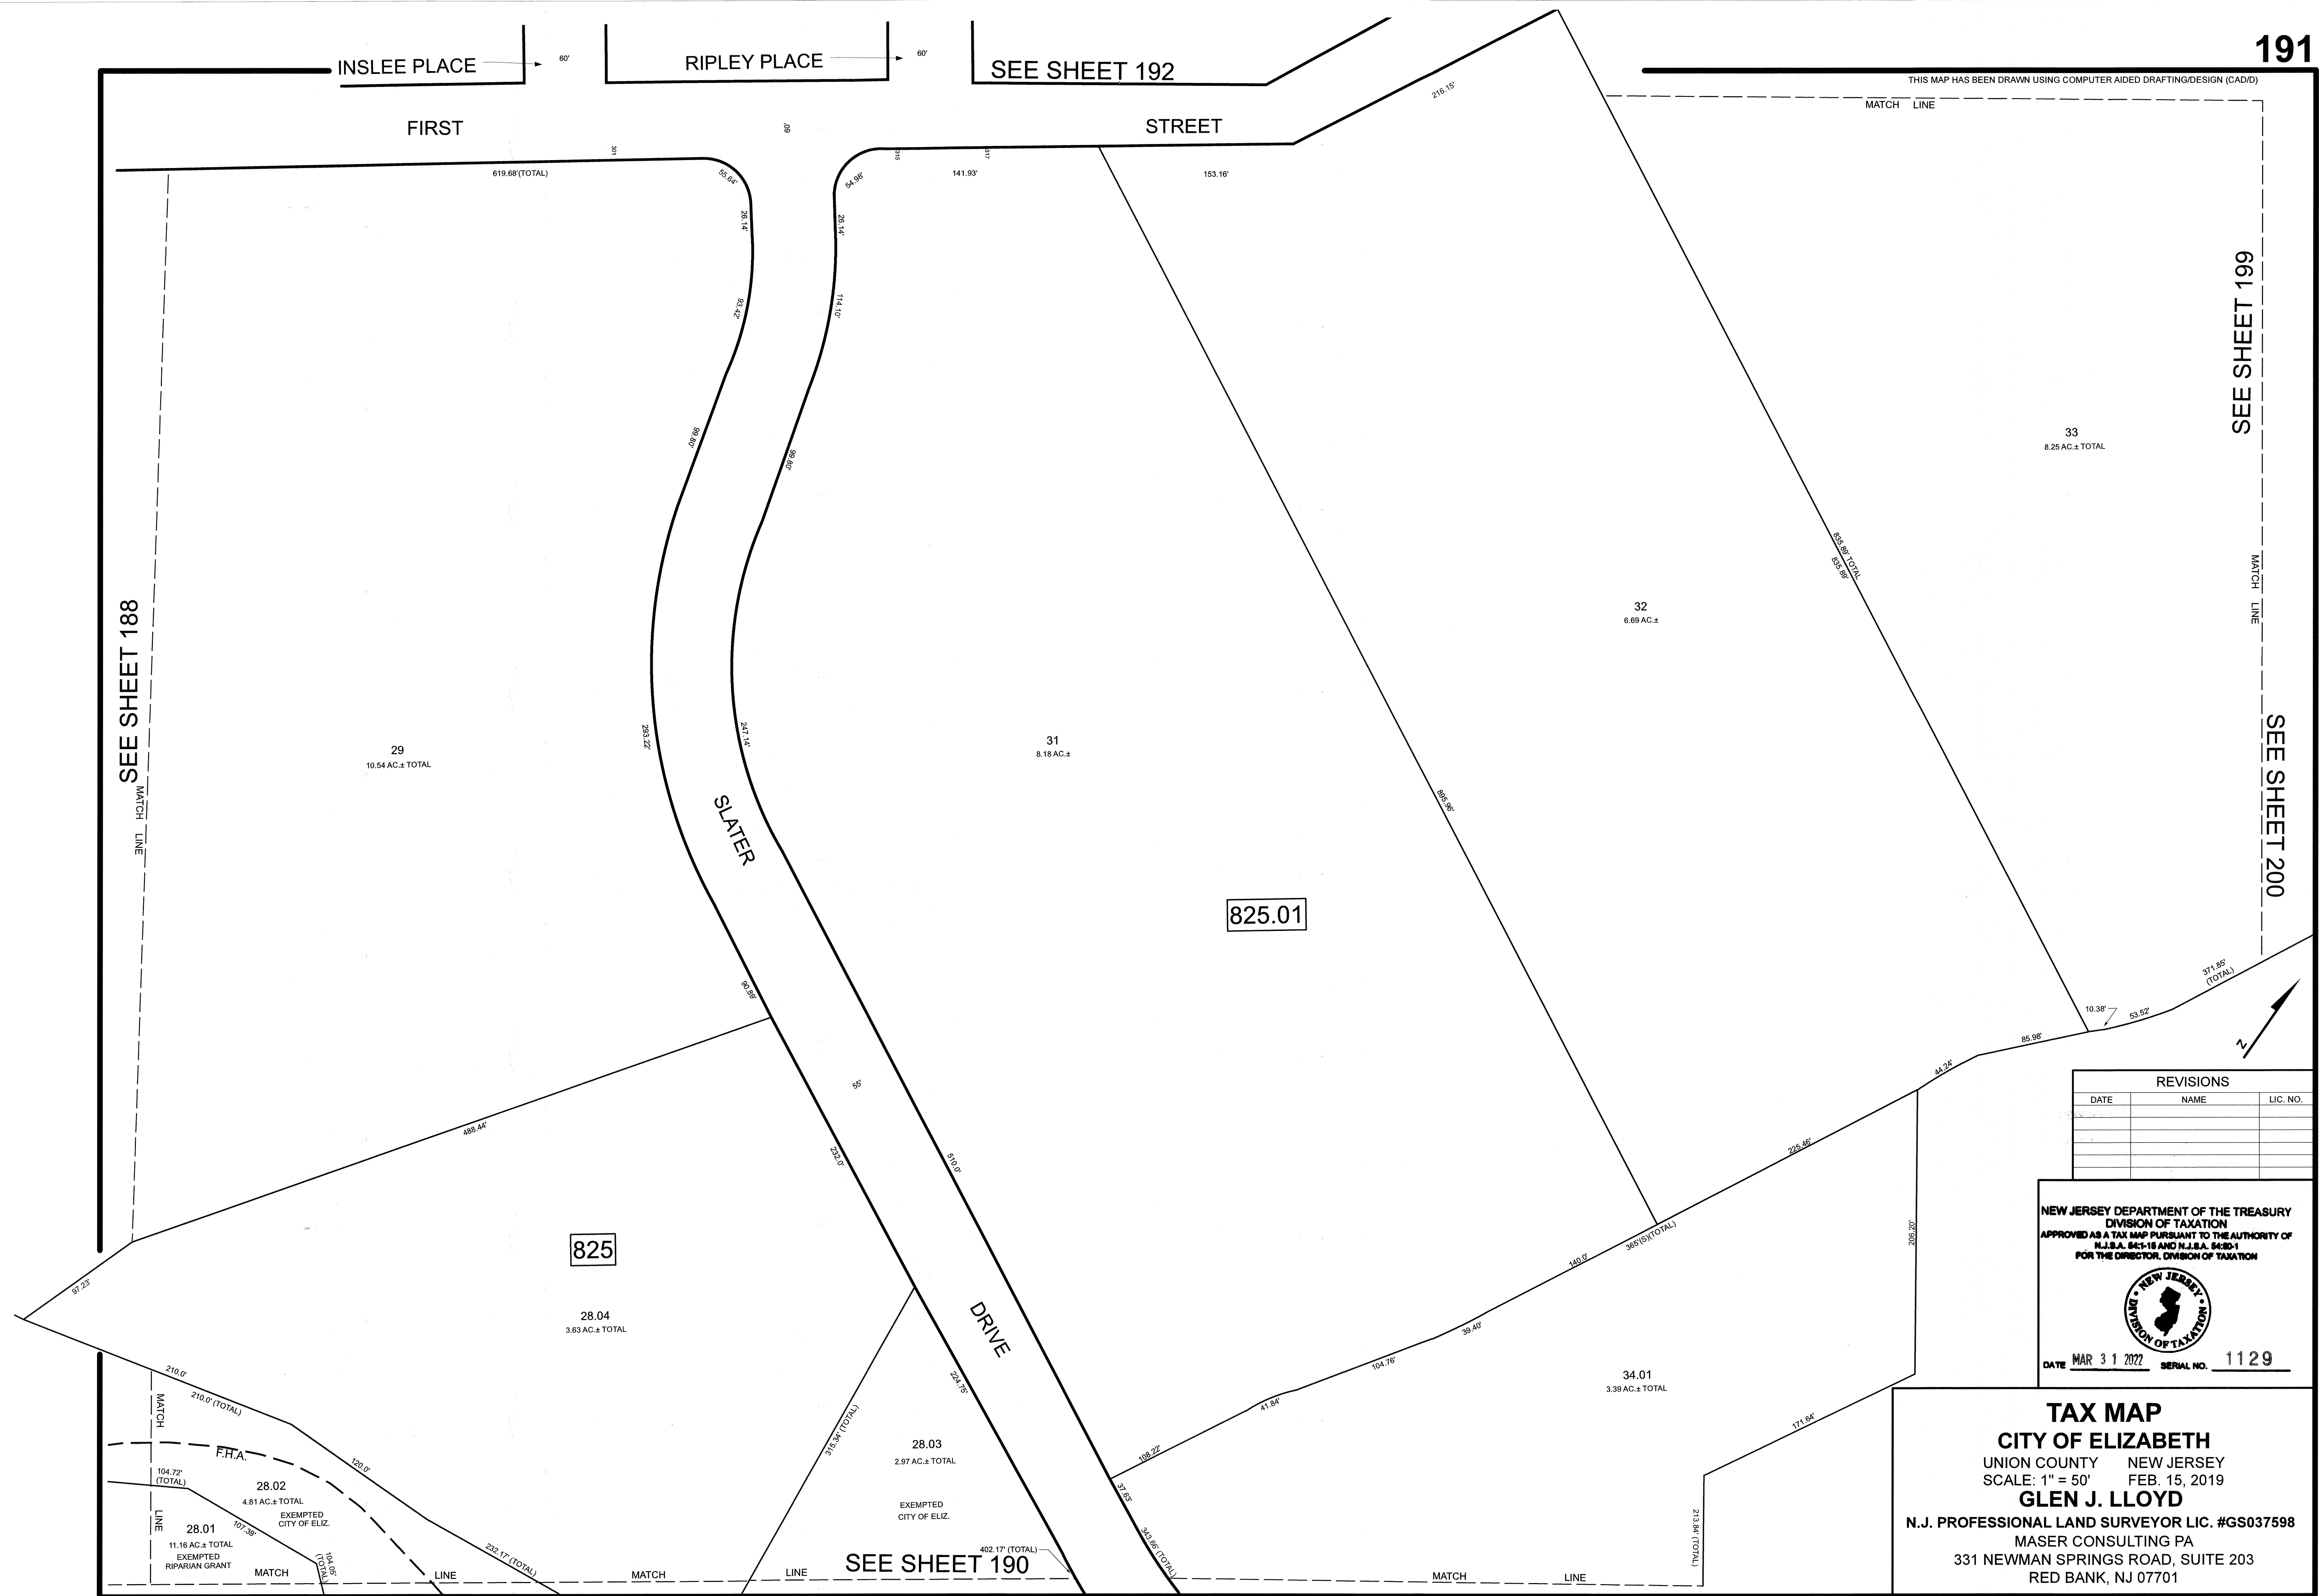 191
INSLEE PLACE
60'
RIPLEY PLACE
60'
SEE SHEET 192
THIS MAP HAS BEEN DRAWN USING COMPUTER AIDED DRAFTING/DESIGN (CAD/D)
MATCH LINE
216.15'
FIRST
60'
STREET
301
315
317
619.68'(TOTAL)
55.64'
54.98'
141.93'
153.16'
26.14'
26.14'
93.42'
114.10'
99.80'
99.80'
SEE SHEET 199
33
8.25 AC.± TOTAL
835.89' TOTAL
835.89'
MATCH LINE
32
6.69 AC.±
SEE SHEET 188
MATCH LINE
29
10.54 AC.± TOTAL
293.22'
247.14'
31
8.18 AC.±
895.96'
SEE SHEET 200
SLATER
825.01
90.89'
371.85'
(TOTAL)
10.38'
53.52'
85.98'
44.24'
N
55'
488.44'
232.0'
510.0'
225.46'
206.20'
365'(S)(TOTAL)
140.0'
REVISIONS
DATE NAME LIC. NO.
NEW JERSEY DEPARTMENT OF THE TREASURY
DIVISION OF TAXATION
APPROVED AS A TAX MAP PURSUANT TO THE AUTHORITY OF
N.J.S.A. 54:1-15 AND N.J.S.A. 54:50-1
FOR THE DIRECTOR, DIVISION OF TAXATION
NEW JERSEY
DIVISION OF TAXATION
DATE MAR 31 2022 SERIAL NO. 1129
825
97.23'
28.04
3.63 AC.± TOTAL
DRIVE
39.40'
104.76'
41.84'
108.22'
34.01
3.39 AC.± TOTAL
171.64'
213.84' (TOTAL)
210.0'
210.0' (TOTAL)
MATCH
LINE
F.H.A.
120.0'
104.72'
(TOTAL)
28.02
4.81 AC.± TOTAL
EXEMPTED
CITY OF ELIZ.
107.39'
28.01
11.16 AC.± TOTAL
EXEMPTED
RIPARIAN GRANT
104.05'
(TOTAL)
232.17' (TOTAL)
315.34' (TOTAL)
224.75'
28.03
2.97 AC.± TOTAL
EXEMPTED
CITY OF ELIZ.
37.63'
343.66' (TOTAL)
402.17' (TOTAL)
SEE SHEET 190
MATCH LINE MATCH LINE MATCH LINE
TAX MAP
CITY OF ELIZABETH
UNION COUNTY NEW JERSEY
SCALE: 1" = 50' FEB. 15, 2019
GLEN J. LLOYD
N.J. PROFESSIONAL LAND SURVEYOR LIC. #GS037598
MASER CONSULTING PA
331 NEWMAN SPRINGS ROAD, SUITE 203
RED BANK, NJ 07701